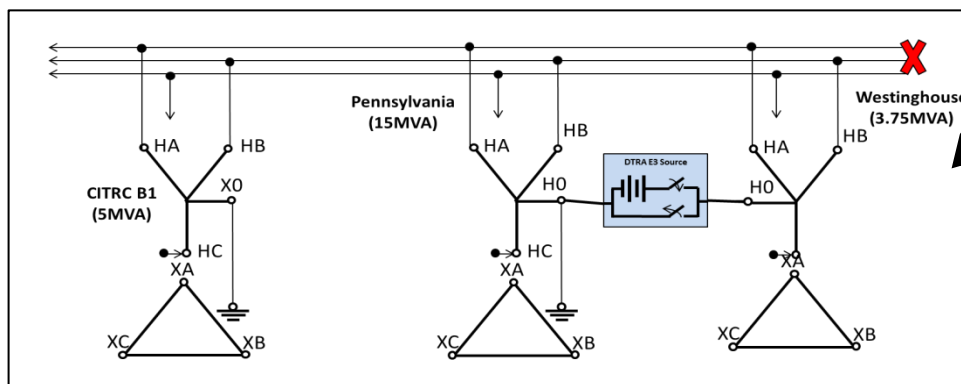 Pennsylvania
(15MVA)
Westinghouse
(3.75MVA)
HA
HB
HA
HB
HA
HB
DTRA E3 Source
CITRC B1
(5MVA)
X0
H0
H0
HC
HC
XA
XA
XA
XC
XB
XC
XB
XC
XB